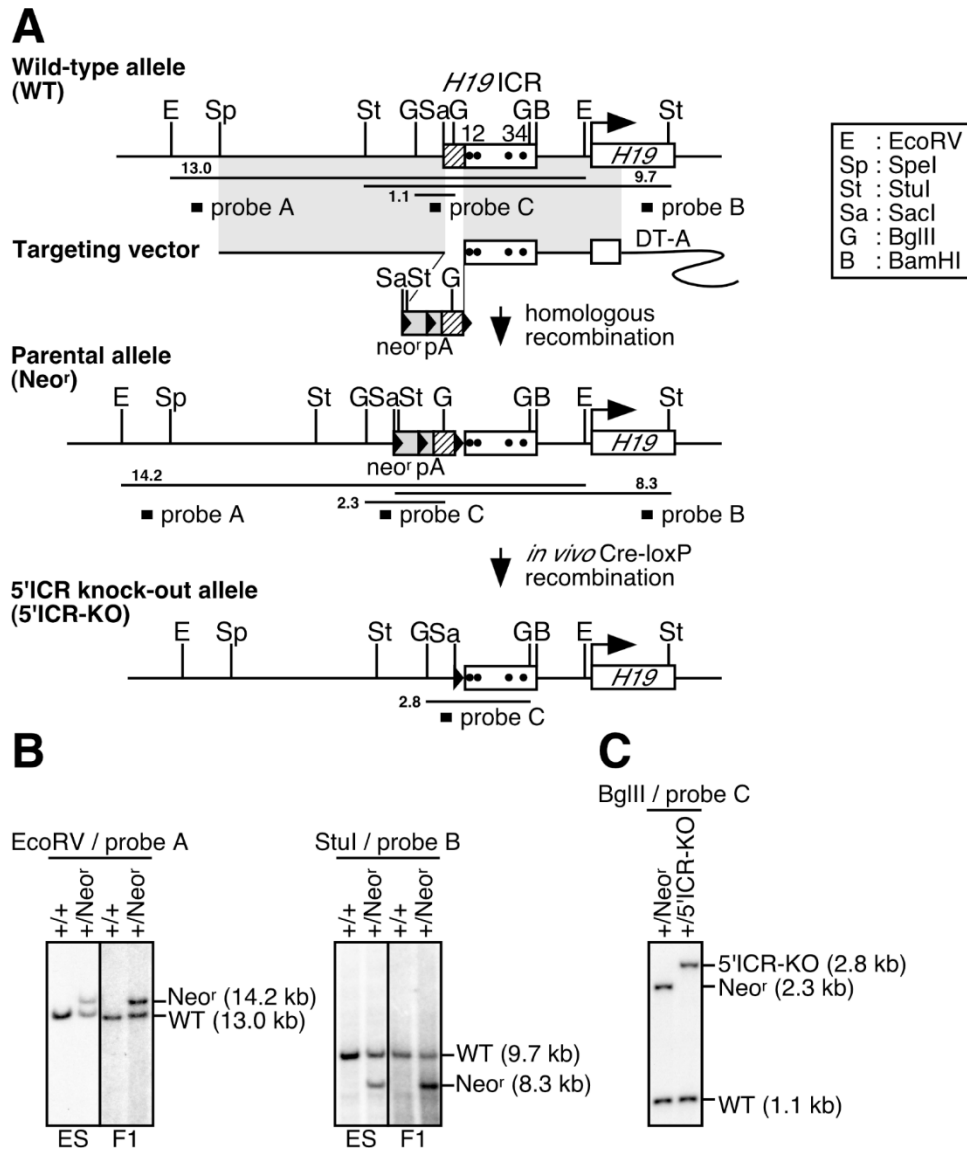 A
Wild-type allele
(WT)
H19 ICR
E Sp St GSaG GB E St
12 34
H19
13.0
9.7
1.1
probe A probe C probe B
E : EcoRV
Sp : SpeI
St : StuI
Sa : SacI
G : BglII
B : BamHI
Targeting vector
DT-A
SaSt G
neoʳ pA
homologous
recombination
Parental allele
(Neoʳ)
E Sp St GSaSt G GB E St
H19
neoʳ pA
14.2
8.3
2.3
probe A probe C probe B
in vivo Cre-loxP
recombination
5'ICR knock-out allele
(5'ICR-KO)
E Sp St GSa GB E St
H19
2.8
probe C
B
EcoRV / probe A
+/+ +/Neoʳ +/+ +/Neoʳ
Neoʳ (14.2 kb)
WT (13.0 kb)
ES F1
StuI / probe B
+/+ +/Neoʳ +/+ +/Neoʳ
WT (9.7 kb)
Neoʳ (8.3 kb)
ES F1
C
BglII / probe C
+/Neoʳ +/5'ICR-KO
5'ICR-KO (2.8 kb)
Neoʳ (2.3 kb)
WT (1.1 kb)